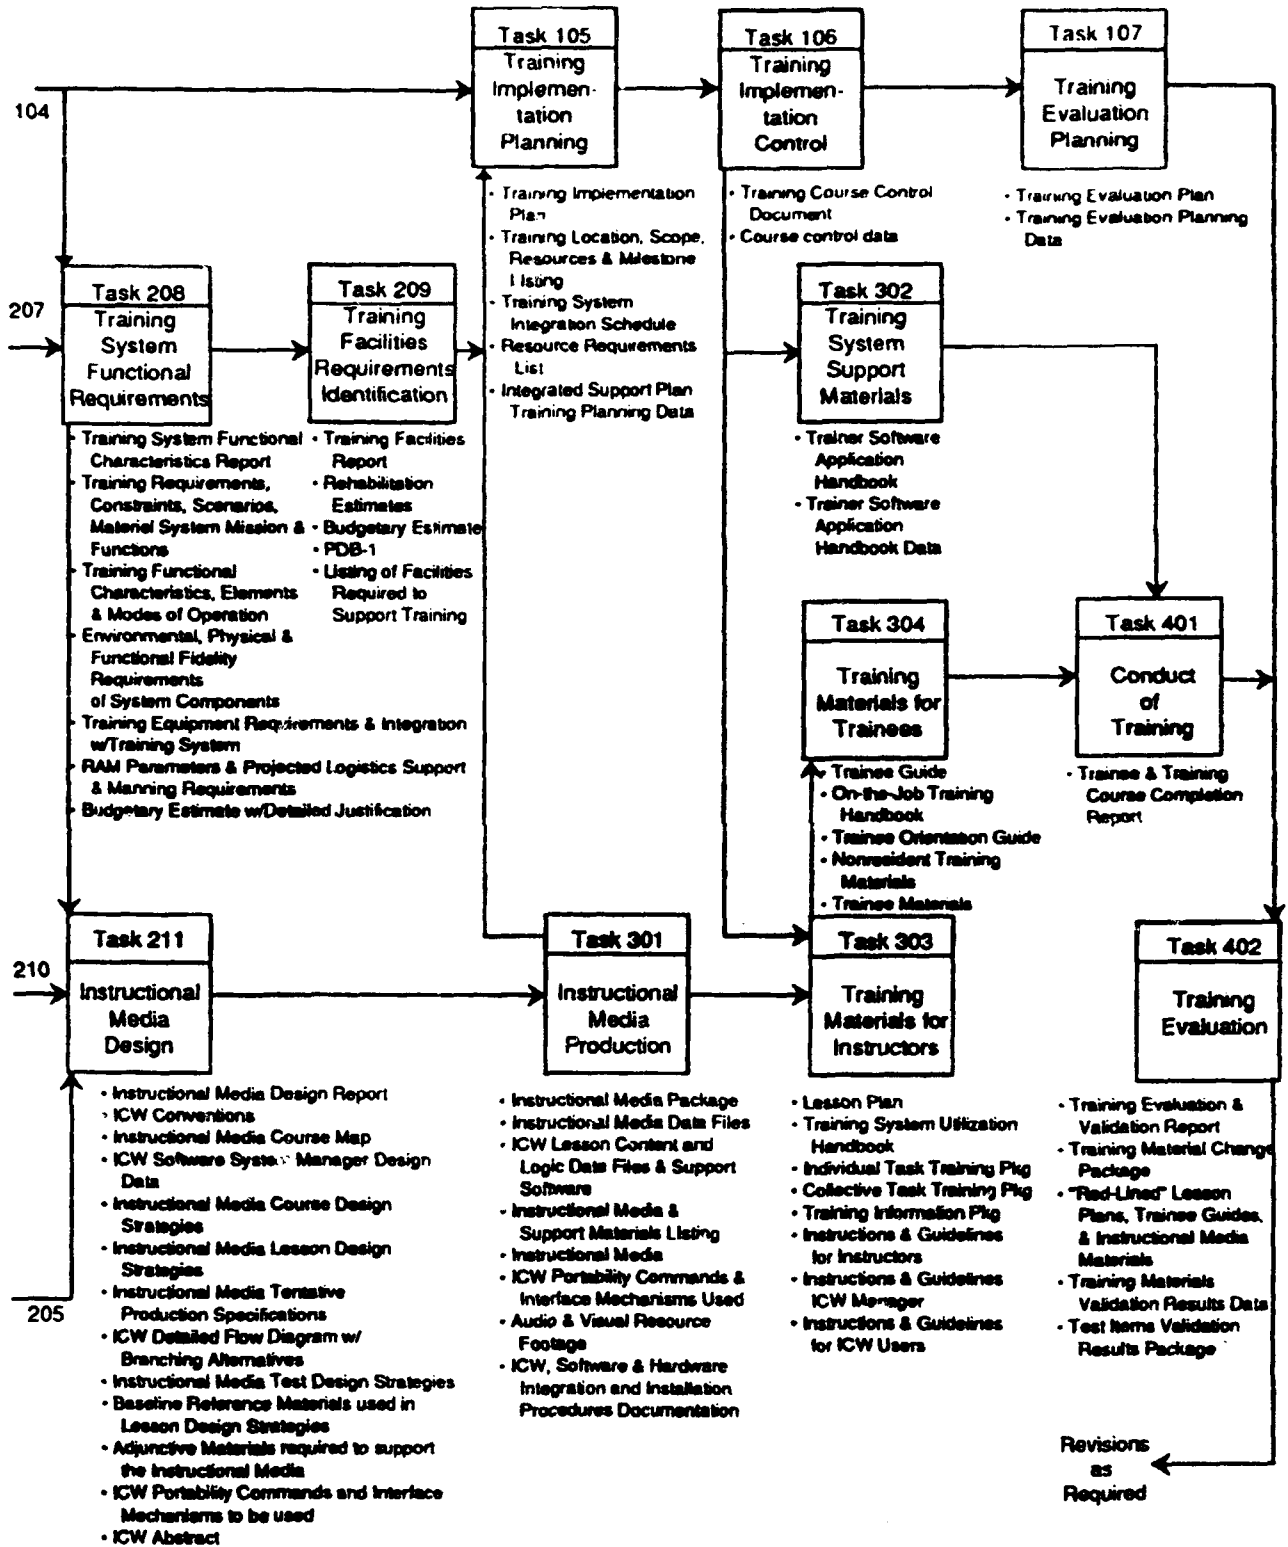 Task 105
Training
Implemen-
tation
Planning
Task 106
Training
Implemen-
tation
Control
Task 107
Training
Evaluation
Planning
104
• Training Implementation
Plan
• Training Location, Scope,
Resources & Milestone
Listing
• Training System
Integration Schedule
• Resource Requirements
List
• Integrated Support Plan
Training Planning Data
• Training Course Control
Document
• Course control data
• Training Evaluation Plan
• Training Evaluation Planning
Data
207
Task 208
Training
System
Functional
Requirements
Task 209
Training
Facilities
Requirements
Identification
Task 302
Training
System
Support
Materials
• Training System Functional
Characteristics Report
• Training Requirements,
Constraints, Scenarios,
Materiel System Mission &
Functions
• Training Functional
Characteristics, Elements
& Modes of Operation
• Environmental, Physical &
Functional Fidelity
Requirements
of System Components
• Training Equipment Requirements & Integration
w/Training System
• RAM Parameters & Projected Logistics Support
& Manning Requirements
• Budgetary Estimate w/Detailed Justification
• Training Facilities
Report
• Rehabilitation
Estimates
• Budgetary Estimate
• PDB-1
• Listing of Facilities
Required to
Support Training
• Trainer Software
Application
Handbook
• Trainer Software
Application
Handbook Data
Task 304
Training
Materials for
Trainees
Task 401
Conduct
of
Training
• Trainee Guide
• On-the-Job Training
Handbook
• Trainee Orientation Guide
• Nonresident Training
Materials
• Trainee Materials
• Trainee & Training
Course Completion
Report
210
Task 211
Instructional
Media
Design
Task 301
Instructional
Media
Production
Task 303
Training
Materials for
Instructors
Task 402
Training
Evaluation
205
• Instructional Media Design Report
• ICW Conventions
• Instructional Media Course Map
• ICW Software System Manager Design
Data
• Instructional Media Course Design
Strategies
• Instructional Media Lesson Design
Strategies
• Instructional Media Tentative
Production Specifications
• ICW Detailed Flow Diagram w/
Branching Alternatives
• Instructional Media Test Design Strategies
• Baseline Reference Materials used in
Lesson Design Strategies
• Adjunctive Materials required to support
the Instructional Media
• ICW Portability Commands and Interface
Mechanisms to be used
• ICW Abstract
• Instructional Media Package
• Instructional Media Data Files
• ICW Lesson Content and
Logic Data Files & Support
Software
• Instructional Media &
Support Materials Listing
• Instructional Media
• ICW Portability Commands &
Interface Mechanisms Used
• Audio & Visual Resource
Footage
• ICW, Software & Hardware
Integration and Installation
Procedures Documentation
• Lesson Plan
• Training System Utilization
Handbook
• Individual Task Training Pkg
• Collective Task Training Pkg
• Training Information Pkg
• Instructions & Guidelines
for Instructors
• Instructions & Guidelines
ICW Manager
• Instructions & Guidelines
for ICW Users
• Training Evaluation &
Validation Report
• Training Material Change
Package
• "Red-Lined" Lesson
Plans, Trainee Guides,
& Instructional Media
Materials
• Training Materials
Validation Results Data
• Test Items Validation
Results Package
Revisions
as
Required